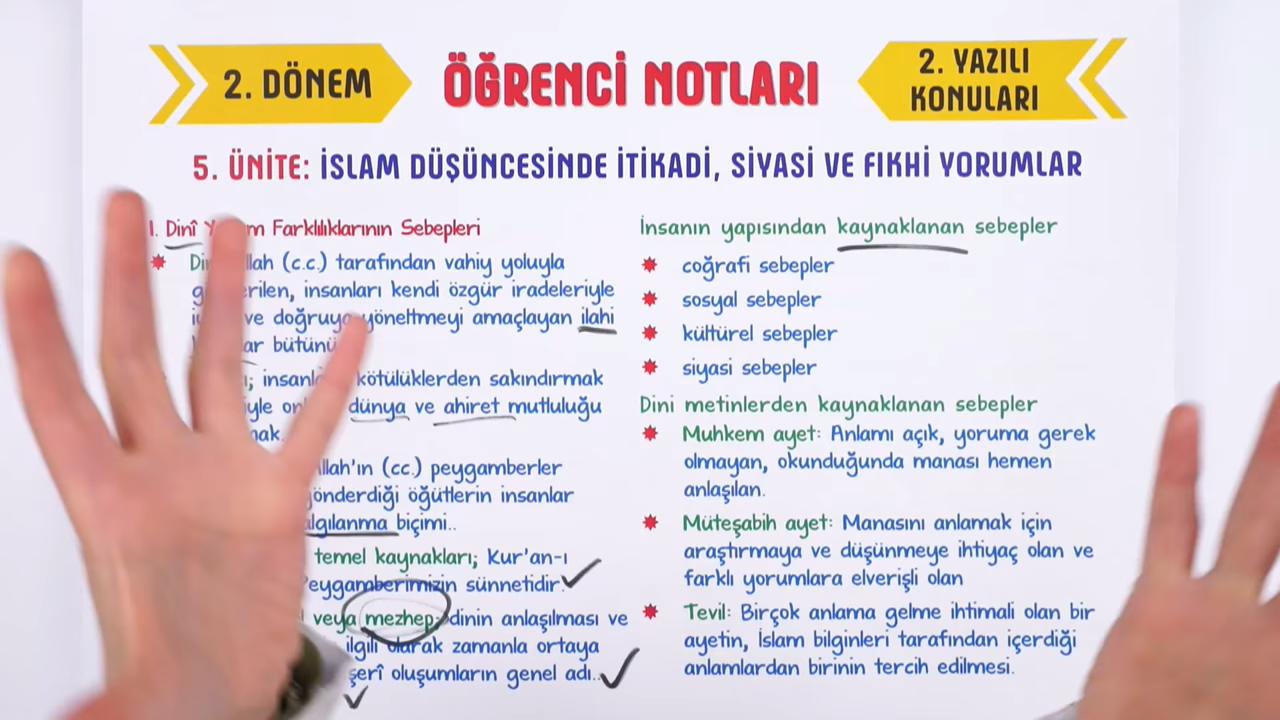 2. DÖNEM
ÖĞRENCİ NOTLARI
2. YAZILI
KONULARI
5. ÜNİTE: İSLAM DÜŞÜNCESİNDE İTİKADİ, SİYASİ VE FIKHİ YORUMLAR
1. Dinî Farklılıklarının Sebepleri
(c.c.) tarafından vahiy yoluyla
insanları kendi özgür iradeleriyle
ve doğruya yöneltmeyi amaçlayan ilahi
bütünü
kötülüklerden sakındırmak
dünya ve ahiret mutluluğu
(cc.) peygamberler
gönderdiği öğütlerin insanlar
algılanma biçimi..
temel kaynakları; Kur'an-ı
Peygamberimizin sünnetidir.
veya mezhep; dinin anlaşılması ve
ilgili olarak zamanla ortaya
beşerî oluşumların genel adı..
İnsanın yapısından kaynaklanan sebepler
coğrafi sebepler
sosyal sebepler
kültürel sebepler
siyasi sebepler
Dini metinlerden kaynaklanan sebepler
Muhkem ayet: Anlamı açık, yoruma gerek
olmayan, okunduğunda manası hemen
anlaşılan.
Müteşabih ayet: Manasını anlamak için
araştırmaya ve düşünmeye ihtiyaç olan ve
farklı yorumlara elverişli olan
Tevil: Birçok anlama gelme ihtimali olan bir
ayetin, İslam bilginleri tarafından içerdiği
anlamlardan birinin tercih edilmesi.